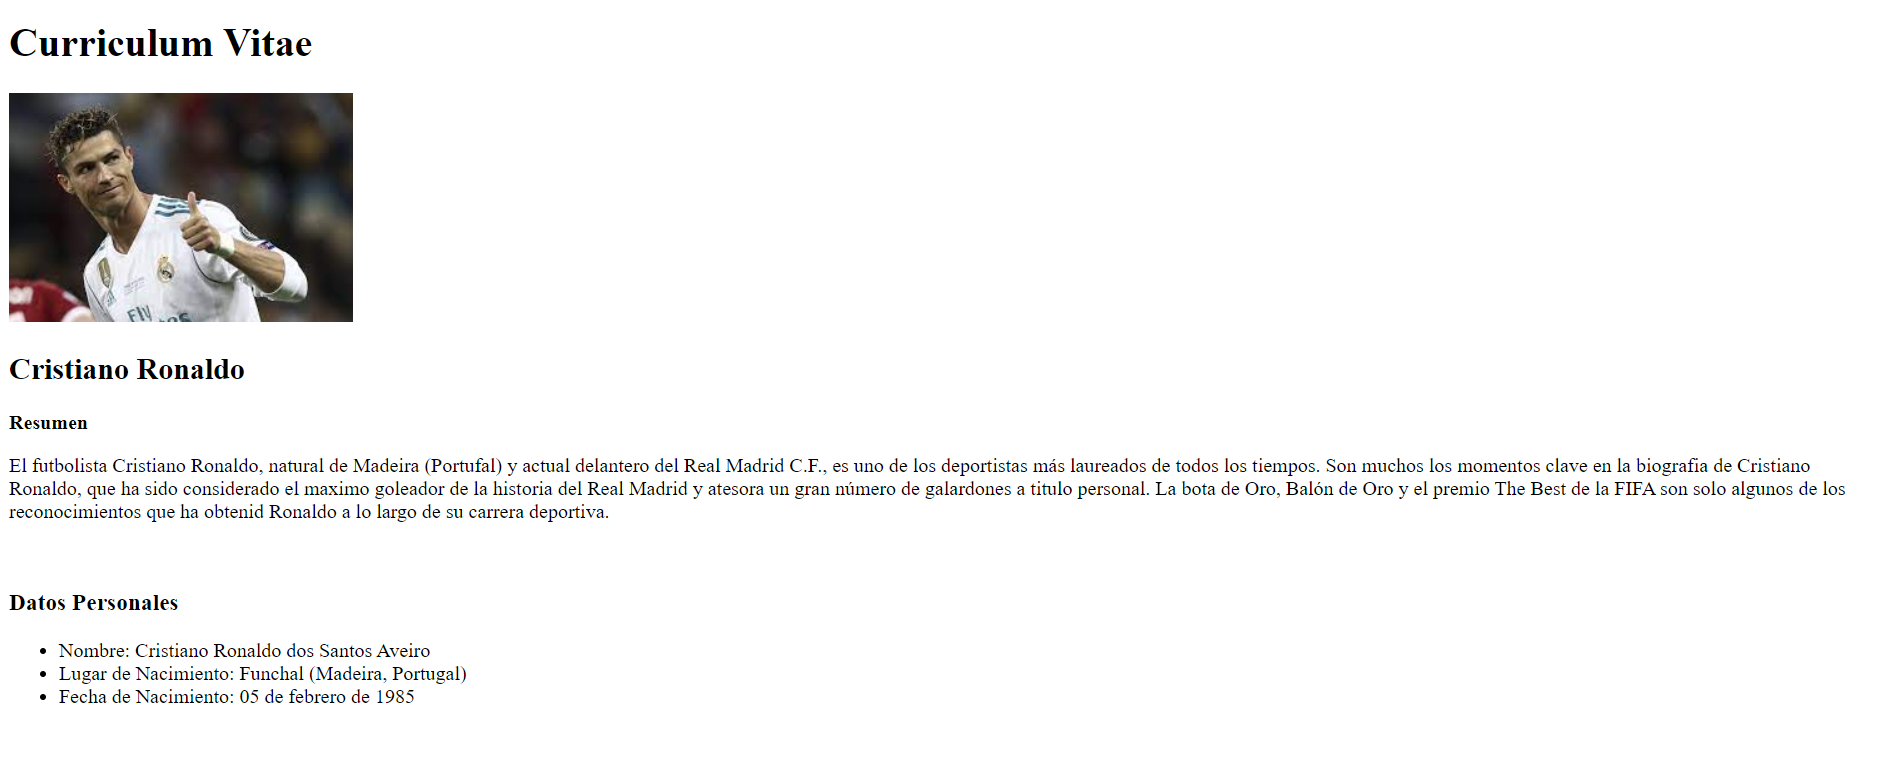 Curriculum Vitae
Fly
Cristiano Ronaldo
Resumen
El futbolista Cristiano Ronaldo, natural de Madeira (Portufal) y actual delantero del Real Madrid C.F., es uno de los deportistas más laureados de todos los tiempos. Son muchos los momentos clave en la biografia de Cristiano
Ronaldo, que ha sido considerado el maximo goleador de la historia del Real Madrid y atesora un gran número de galardones a titulo personal. La bota de Oro, Balón de Oro y el premio The Best de la FIFA son solo algunos de los
reconocimientos que ha obtenid Ronaldo a lo largo de su carrera deportiva.
Datos Personales
• Nombre: Cristiano Ronaldo dos Santos Aveiro
• Lugar de Nacimiento: Funchal (Madeira, Portugal)
• Fecha de Nacimiento: 05 de febrero de 1985